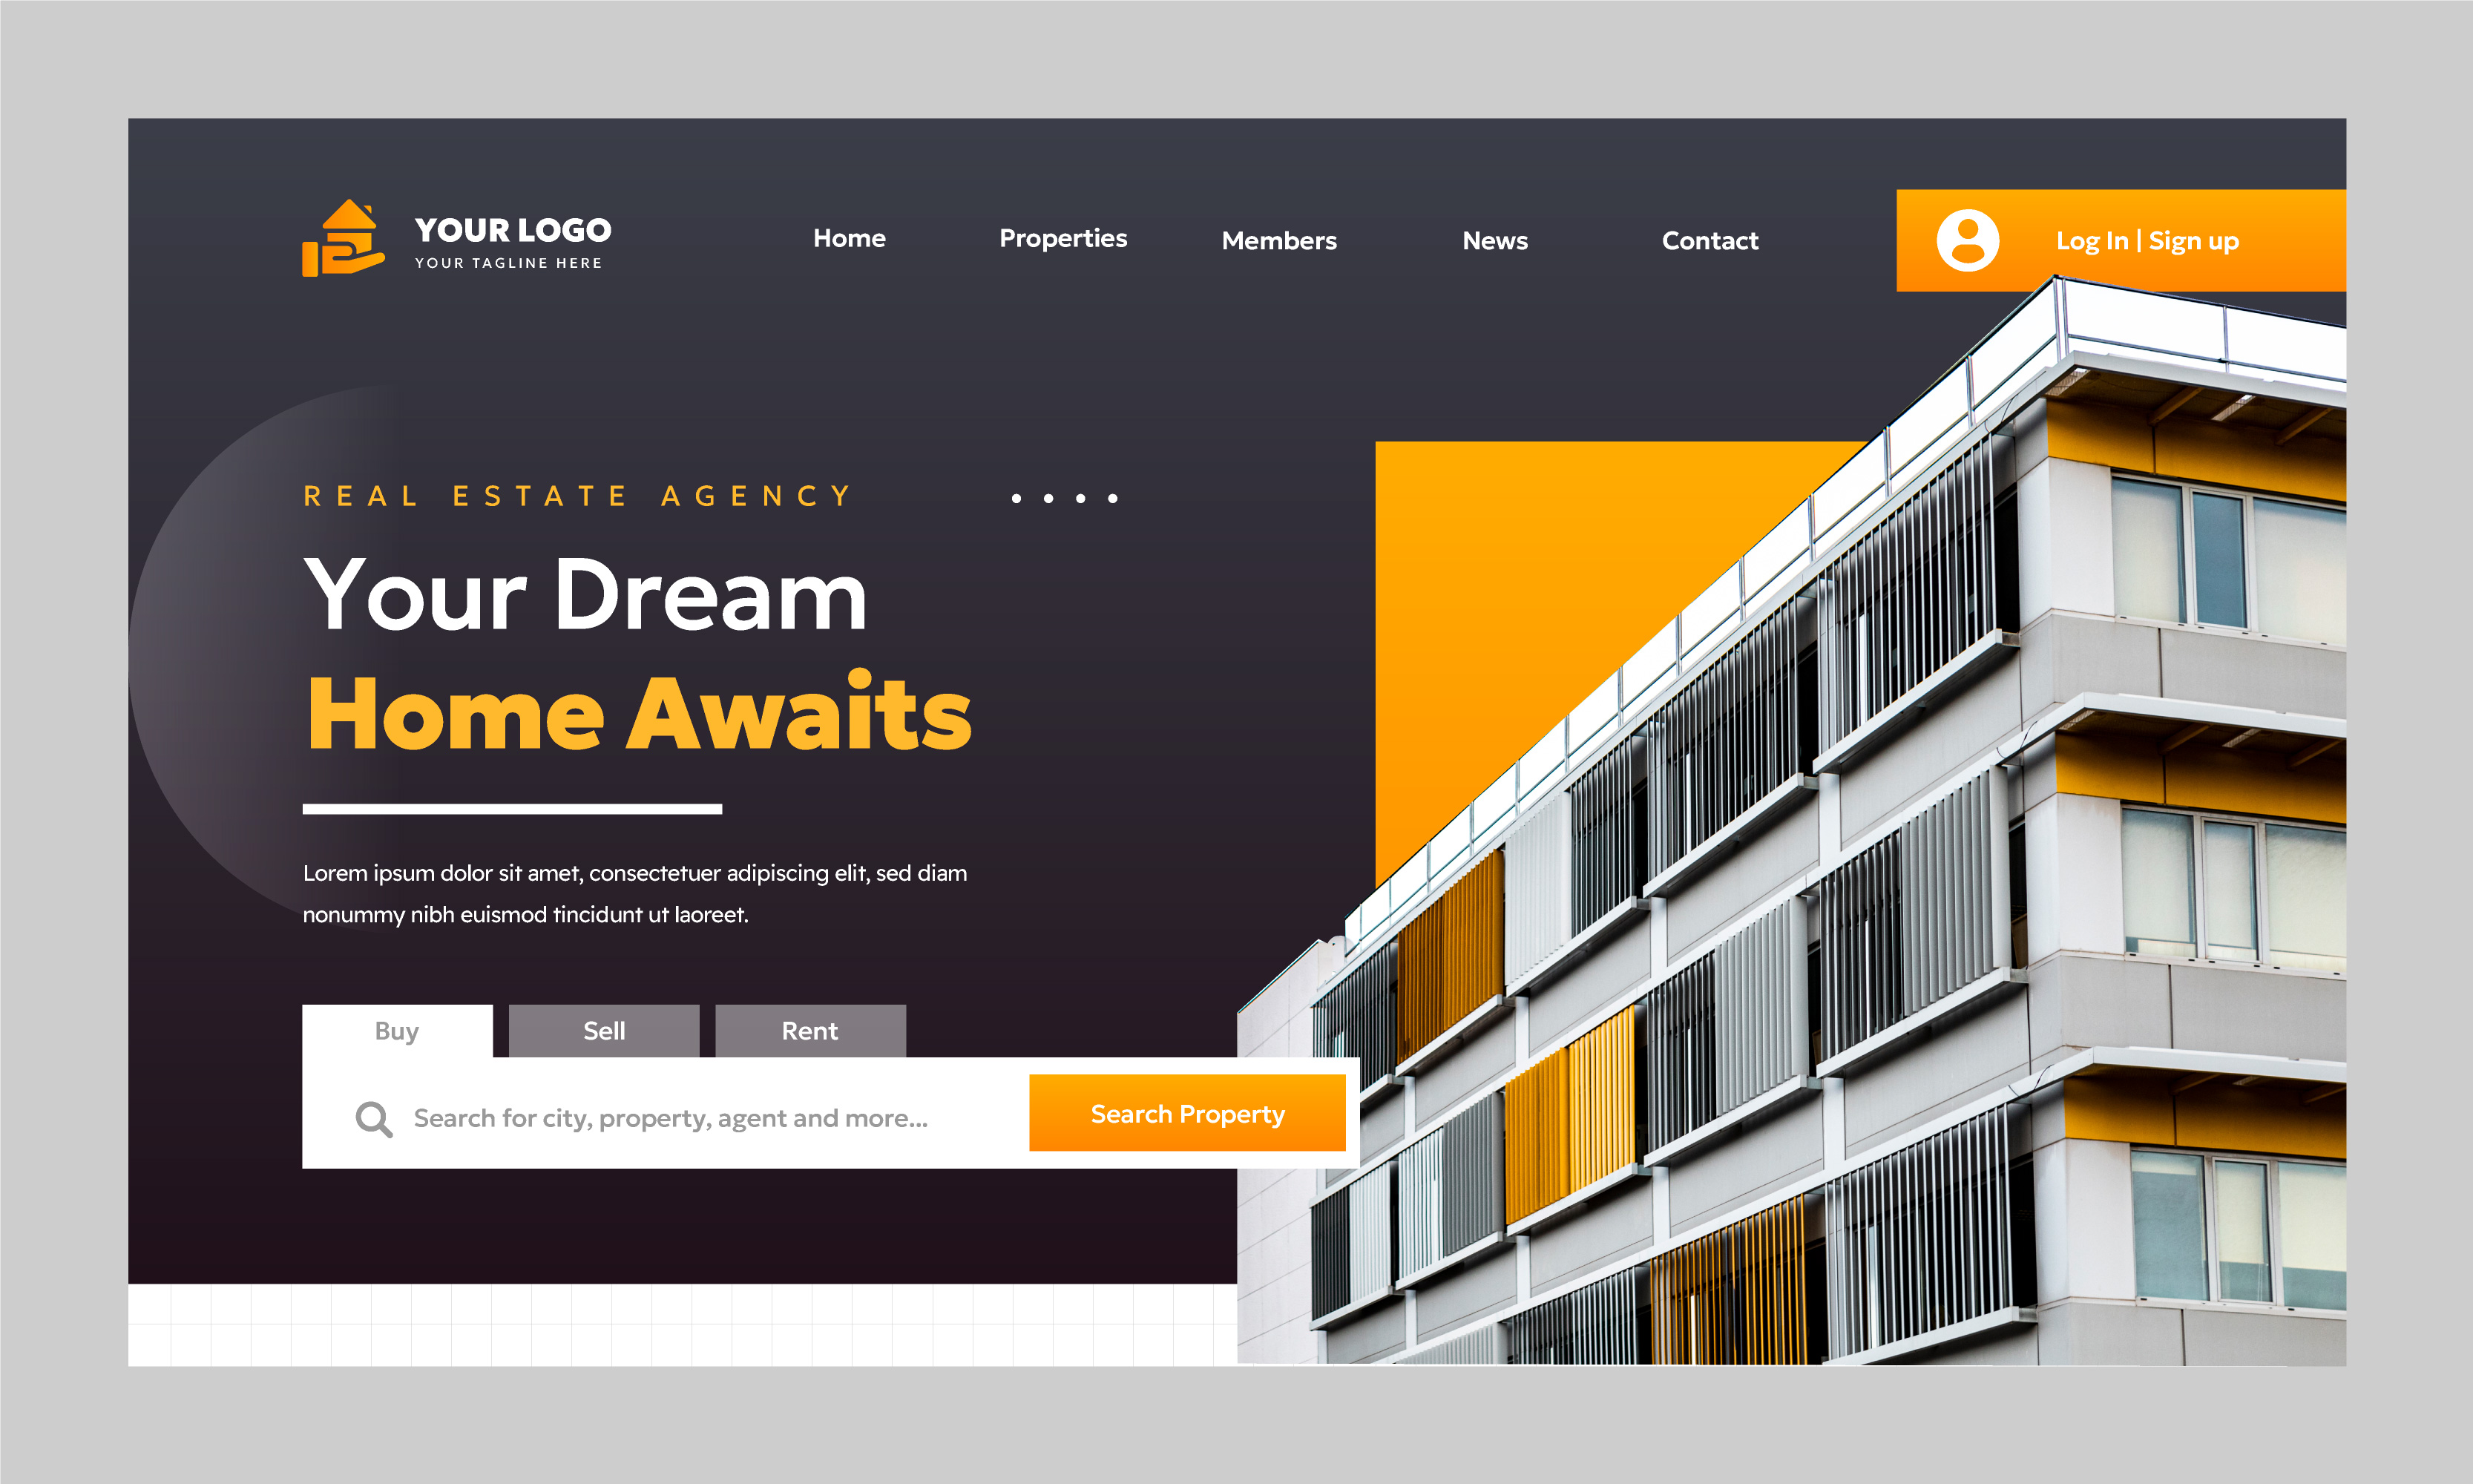 YOUR LOGO
YOUR TAGLINE HERE
Home
Properties
Members
News
Contact
Log In | Sign up
REAL ESTATE AGENCY
Your Dream
Home Awaits
Lorem ipsum dolor sit amet, consectetuer adipiscing elit, sed diam
nonummy nibh euismod tincidunt ut laoreet.
Buy
Sell
Rent
Search for city, property, agent and more...
Search Property